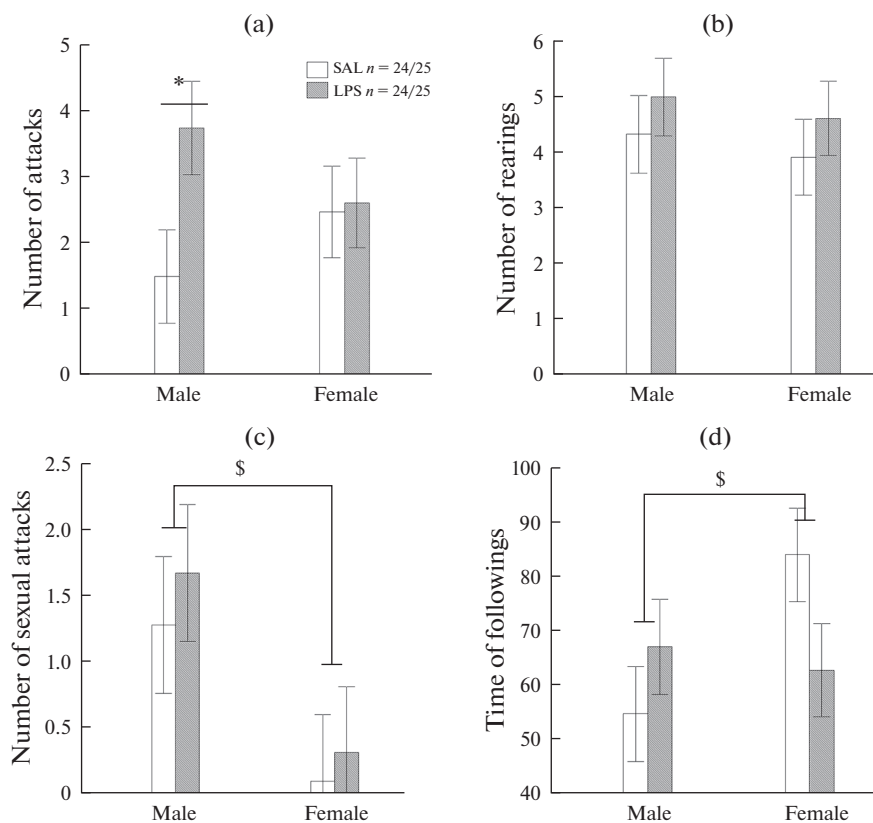 (a)
5
4
3
2
1
0
Number of attacks
*
SAL n = 24/25
LPS n = 24/25
Male
Female
(b)
6
5
4
3
2
1
0
Number of rearings
Male
Female
(c)
2.5
2.0
1.5
1.0
0.5
0
Number of sexual attacks
$
Male
Female
(d)
100
90
80
70
60
50
40
Time of followings
$
Male
Female